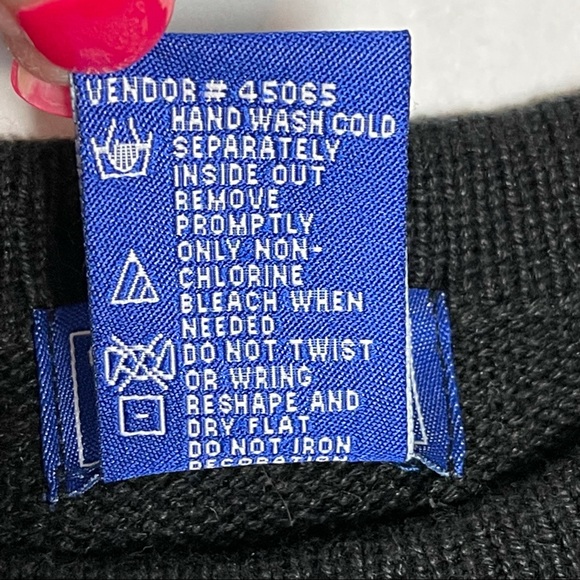 VENDOR # 45065
HAND WASH COLD
SEPARATELY
INSIDE OUT
REMOVE
PROMPTLY
ONLY NON-
CHLORINE
BLEACH WHEN
NEEDED
DO NOT TWIST
OR WRING
RESHAPE AND
DRY FLAT
DO NOT IRON
DECORATION